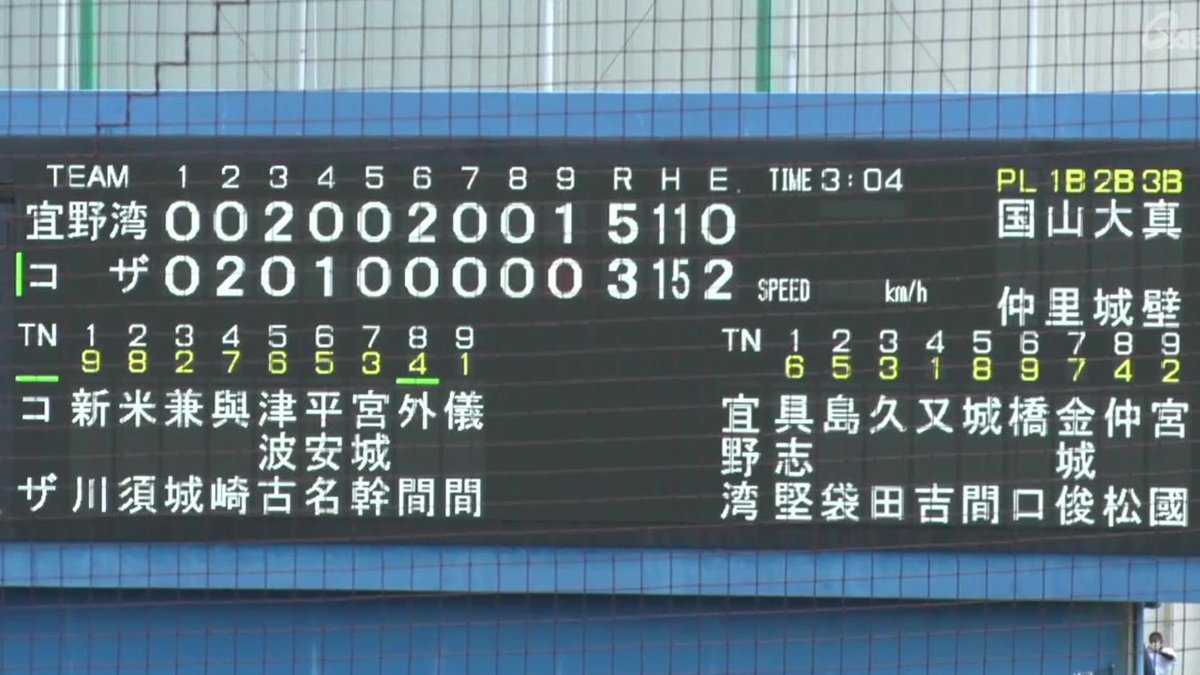 TEAM 1 2 3 4 5 6 7 8 9 R H E TIME 3:04 PL 1B 2B 3B
宜野湾 0 0 2 0 0 2 0 0 1 5 11 0 国仲 山里 大城 真壁
コザ 0 2 0 1 0 0 0 0 0 3 15 2 SPEED km/h
TN 1 2 3 4 5 6 7 8 9
9 8 2 7 6 5 3 4 1
コザ 新川 米須 兼城 與崎 津波古 平安名 宮城幹 外間 儀間
TN 1 2 3 4 5 6 7 8 9
6 5 3 1 8 9 7 4 2
宜野湾 具志堅 島袋 久田 又吉 城間 橋口 金城俊 仲松 宮國